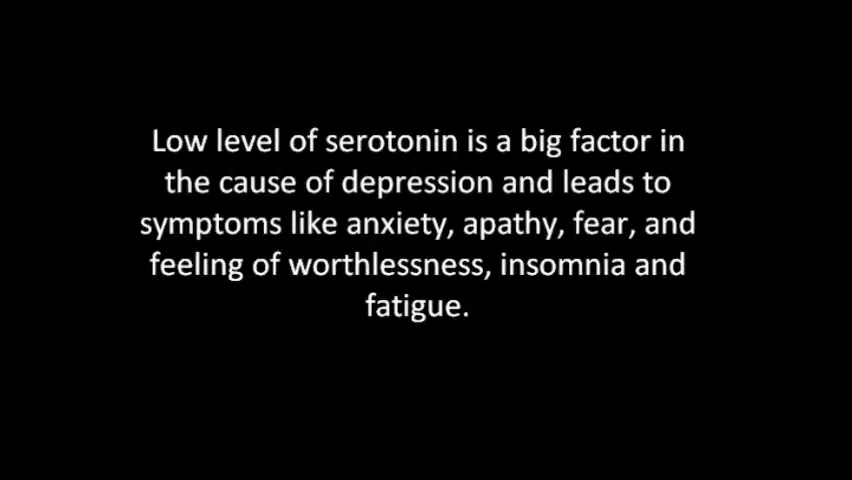 Low level of serotonin is a big factor in
the cause of depression and leads to
symptoms like anxiety, apathy, fear, and
feeling of worthlessness, insomnia and
fatigue.